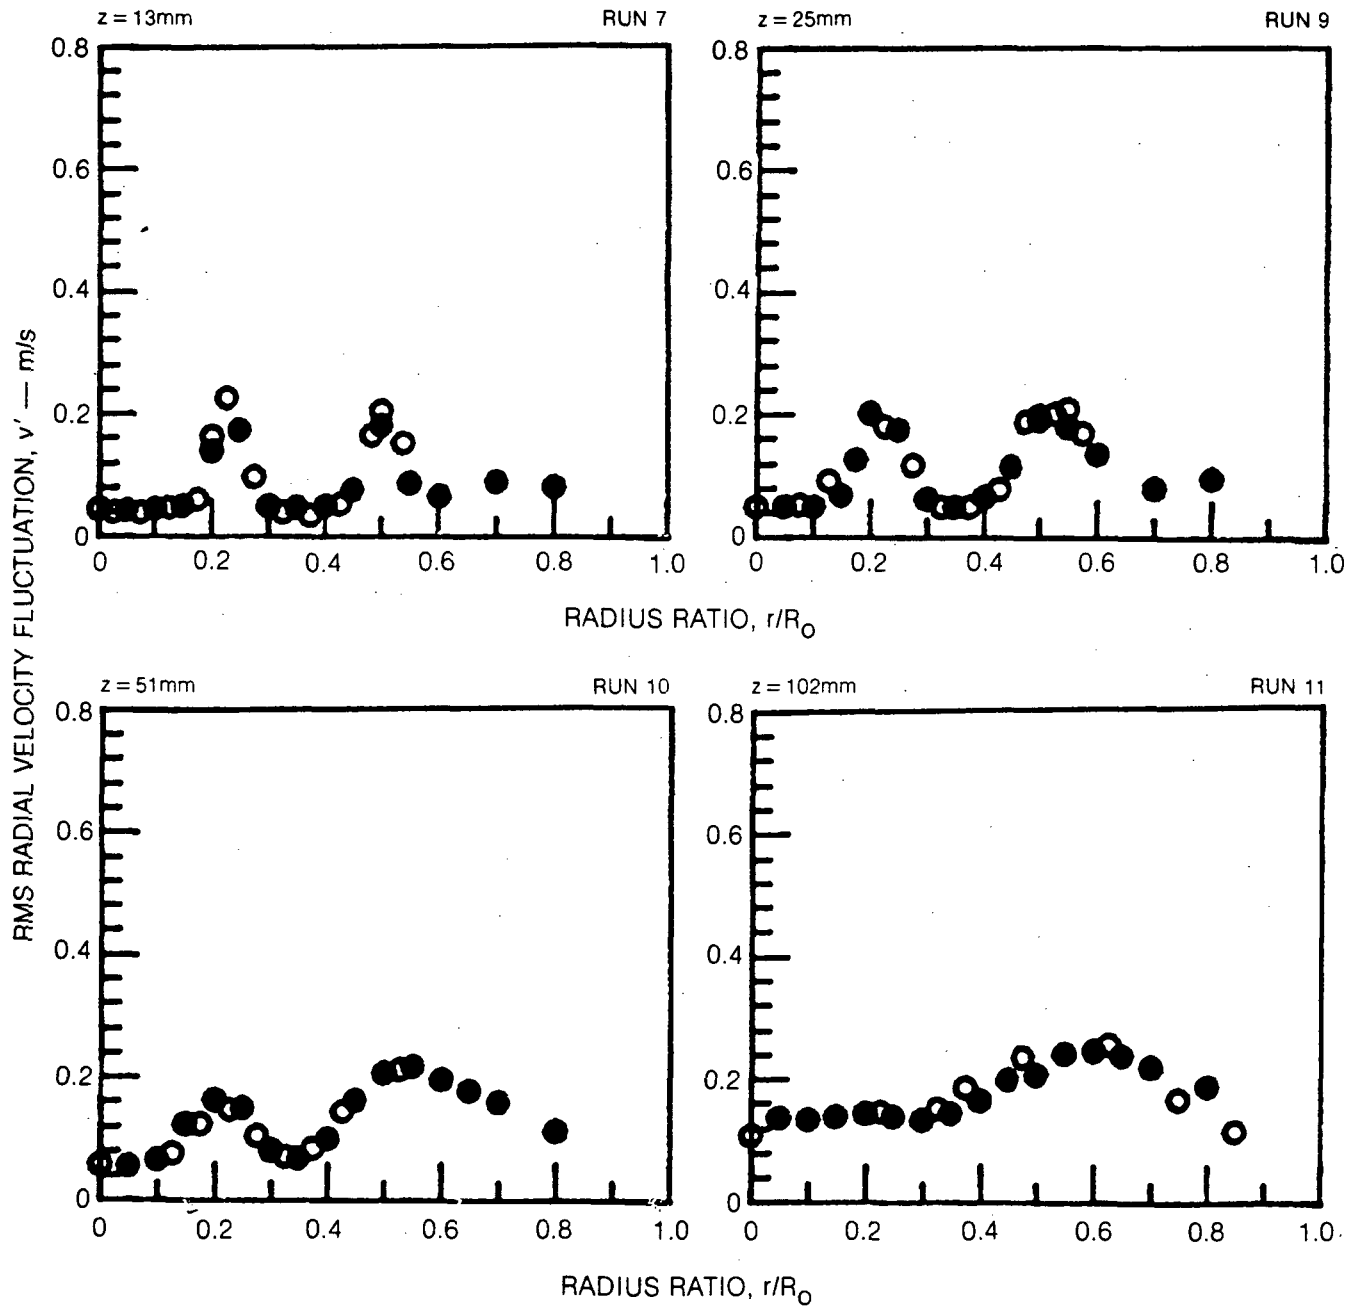 z = 13mm RUN 7
0.8
0.6
0.4
0.2
0
0 0.2 0.4 0.6 0.8 1.0
z = 25mm RUN 9
0.8
0.6
0.4
0.2
0
0 0.2 0.4 0.6 0.8 1.0
RADIUS RATIO, r/Ro
RMS RADIAL VELOCITY FLUCTUATION, v' — m/s
z = 51mm RUN 10
0.8
0.6
0.4
0.2
0
0 0.2 0.4 0.6 0.8 1.0
z = 102mm RUN 11
0.8
0.6
0.4
0.2
0
0 0.2 0.4 0.6 0.8 1.0
RADIUS RATIO, r/Ro